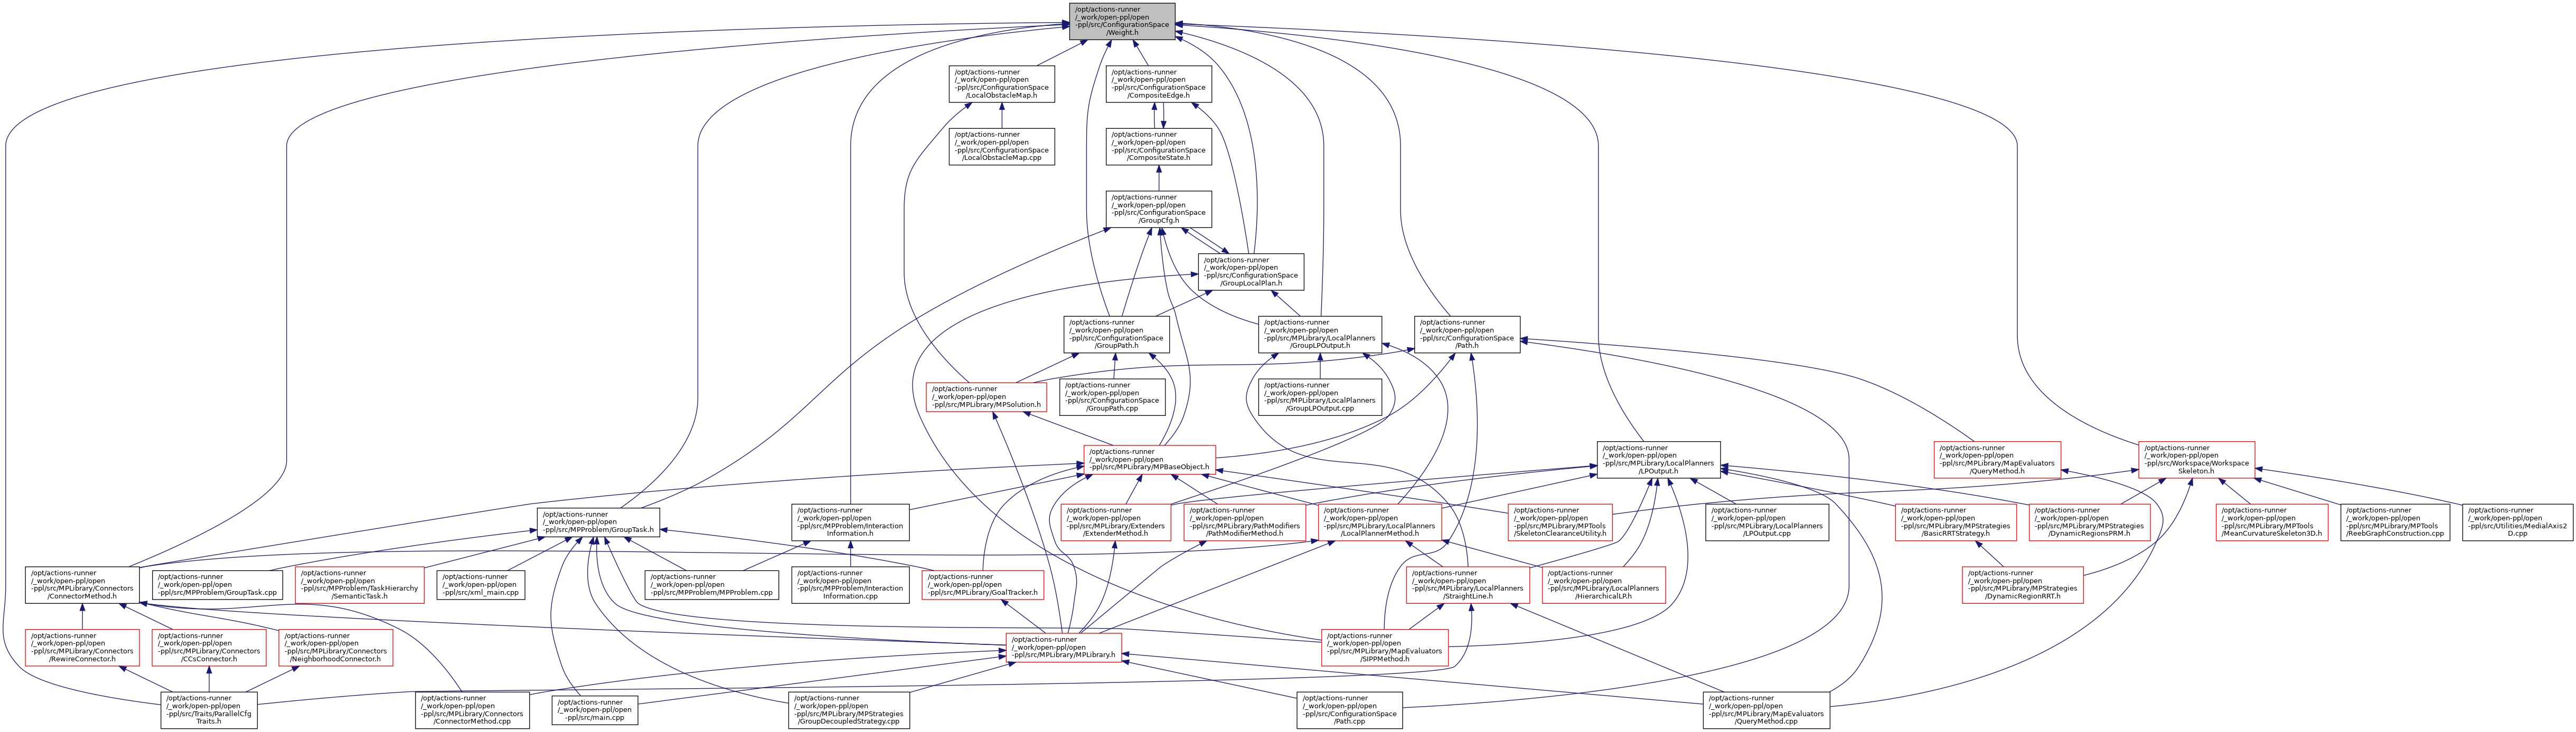 /opt/actions-runner
/_work/open-ppl/open
-ppl/src/ConfigurationSpace
/Weight.h
/opt/actions-runner
/_work/open-ppl/open
-ppl/src/ConfigurationSpace
/LocalObstacleMap.h
/opt/actions-runner
/_work/open-ppl/open
-ppl/src/ConfigurationSpace
/CompositeEdge.h
/opt/actions-runner
/_work/open-ppl/open
-ppl/src/ConfigurationSpace
/LocalObstacleMap.cpp
/opt/actions-runner
/_work/open-ppl/open
-ppl/src/ConfigurationSpace
/CompositeState.h
/opt/actions-runner
/_work/open-ppl/open
-ppl/src/ConfigurationSpace
/GroupCfg.h
/opt/actions-runner
/_work/open-ppl/open
-ppl/src/ConfigurationSpace
/GroupLocalPlan.h
/opt/actions-runner
/_work/open-ppl/open
-ppl/src/ConfigurationSpace
/GroupPath.h
/opt/actions-runner
/_work/open-ppl/open
-ppl/src/MPLibrary/LocalPlanners
/GroupLPOutput.h
/opt/actions-runner
/_work/open-ppl/open
-ppl/src/ConfigurationSpace
/Path.h
/opt/actions-runner
/_work/open-ppl/open
-ppl/src/MPLibrary/MPSolution.h
/opt/actions-runner
/_work/open-ppl/open
-ppl/src/ConfigurationSpace
/GroupPath.cpp
/opt/actions-runner
/_work/open-ppl/open
-ppl/src/MPLibrary/LocalPlanners
/GroupLPOutput.cpp
/opt/actions-runner
/_work/open-ppl/open
-ppl/src/MPLibrary/MPBaseObject.h
/opt/actions-runner
/_work/open-ppl/open
-ppl/src/MPLibrary/LocalPlanners
/LPOutput.h
/opt/actions-runner
/_work/open-ppl/open
-ppl/src/MPLibrary/MapEvaluators
/QueryMethod.h
/opt/actions-runner
/_work/open-ppl/open
-ppl/src/Workspace/Workspace
Skeleton.h
/opt/actions-runner
/_work/open-ppl/open
-ppl/src/MPProblem/GroupTask.h
/opt/actions-runner
/_work/open-ppl/open
-ppl/src/MPProblem/Interaction
Information.h
/opt/actions-runner
/_work/open-ppl/open
-ppl/src/MPLibrary/Extenders
/ExtenderMethod.h
/opt/actions-runner
/_work/open-ppl/open
-ppl/src/MPLibrary/PathModifiers
/PathModifierMethod.h
/opt/actions-runner
/_work/open-ppl/open
-ppl/src/MPLibrary/LocalPlanners
/LocalPlannerMethod.h
/opt/actions-runner
/_work/open-ppl/open
-ppl/src/MPLibrary/MPTools
/SkeletonClearanceUtility.h
/opt/actions-runner
/_work/open-ppl/open
-ppl/src/MPLibrary/LocalPlanners
/LPOutput.cpp
/opt/actions-runner
/_work/open-ppl/open
-ppl/src/MPLibrary/MPStrategies
/BasicRRTStrategy.h
/opt/actions-runner
/_work/open-ppl/open
-ppl/src/MPLibrary/MPStrategies
/DynamicRegionsPRM.h
/opt/actions-runner
/_work/open-ppl/open
-ppl/src/MPLibrary/MPTools
/MeanCurvatureSkeleton3D.h
/opt/actions-runner
/_work/open-ppl/open
-ppl/src/MPLibrary/MPTools
/ReebGraphConstruction.cpp
/opt/actions-runner
/_work/open-ppl/open
-ppl/src/Utilities/MedialAxis2
D.cpp
/opt/actions-runner
/_work/open-ppl/open
-ppl/src/MPLibrary/Connectors
/ConnectorMethod.h
/opt/actions-runner
/_work/open-ppl/open
-ppl/src/MPProblem/GroupTask.cpp
/opt/actions-runner
/_work/open-ppl/open
-ppl/src/MPProblem/TaskHierarchy
/SemanticTask.h
/opt/actions-runner
/_work/open-ppl/open
-ppl/src/xml_main.cpp
/opt/actions-runner
/_work/open-ppl/open
-ppl/src/MPProblem/MPProblem.cpp
/opt/actions-runner
/_work/open-ppl/open
-ppl/src/MPProblem/Interaction
Information.cpp
/opt/actions-runner
/_work/open-ppl/open
-ppl/src/MPLibrary/GoalTracker.h
/opt/actions-runner
/_work/open-ppl/open
-ppl/src/MPLibrary/LocalPlanners
/StraightLine.h
/opt/actions-runner
/_work/open-ppl/open
-ppl/src/MPLibrary/LocalPlanners
/HierarchicalLP.h
/opt/actions-runner
/_work/open-ppl/open
-ppl/src/MPLibrary/MPStrategies
/DynamicRegionRRT.h
/opt/actions-runner
/_work/open-ppl/open
-ppl/src/MPLibrary/Connectors
/RewireConnector.h
/opt/actions-runner
/_work/open-ppl/open
-ppl/src/MPLibrary/Connectors
/CCsConnector.h
/opt/actions-runner
/_work/open-ppl/open
-ppl/src/MPLibrary/Connectors
/NeighborhoodConnector.h
/opt/actions-runner
/_work/open-ppl/open
-ppl/src/MPLibrary/MPLibrary.h
/opt/actions-runner
/_work/open-ppl/open
-ppl/src/MPLibrary/MapEvaluators
/SIPPMethod.h
/opt/actions-runner
/_work/open-ppl/open
-ppl/src/Traits/ParallelCfg
Traits.h
/opt/actions-runner
/_work/open-ppl/open
-ppl/src/MPLibrary/Connectors
/ConnectorMethod.cpp
/opt/actions-runner
/_work/open-ppl/open
-ppl/src/main.cpp
/opt/actions-runner
/_work/open-ppl/open
-ppl/src/MPLibrary/MPStrategies
/GroupDecoupledStrategy.cpp
/opt/actions-runner
/_work/open-ppl/open
-ppl/src/ConfigurationSpace
/Path.cpp
/opt/actions-runner
/_work/open-ppl/open
-ppl/src/MPLibrary/MapEvaluators
/QueryMethod.cpp